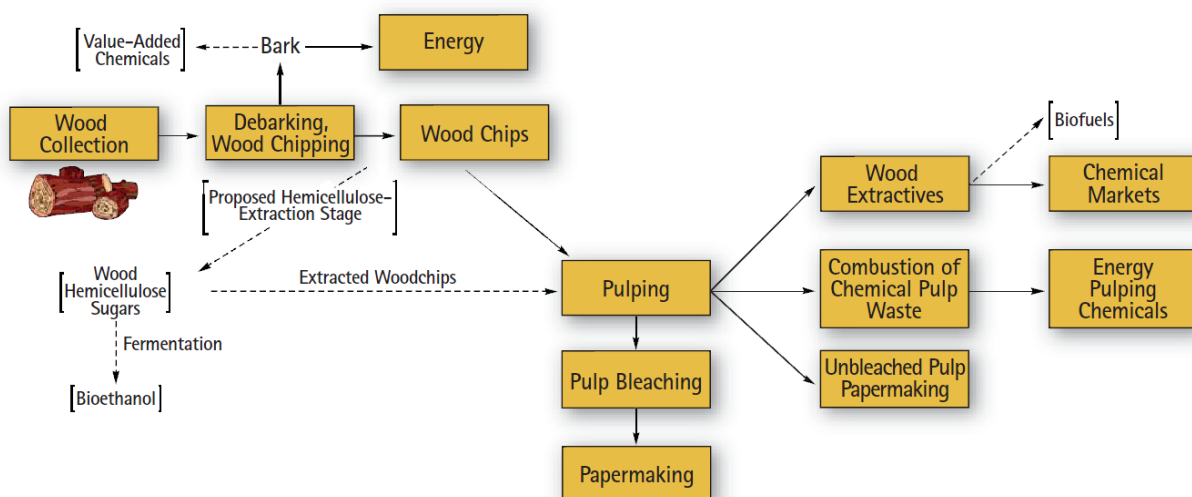 [Value-Added
Chemicals]
Bark
Energy
Wood
Collection
Debarking,
Wood Chipping
Wood Chips
[Biofuels]
[Proposed Hemicellulose-
Extraction Stage]
Wood
Extractives
Chemical
Markets
Wood
[Hemicellulose]
Sugars
Extracted Woodchips
Pulping
Combustion of
Chemical Pulp
Waste
Energy
Pulping
Chemicals
Fermentation
[Bioethanol]
Pulp Bleaching
Unbleached Pulp
Papermaking
Papermaking